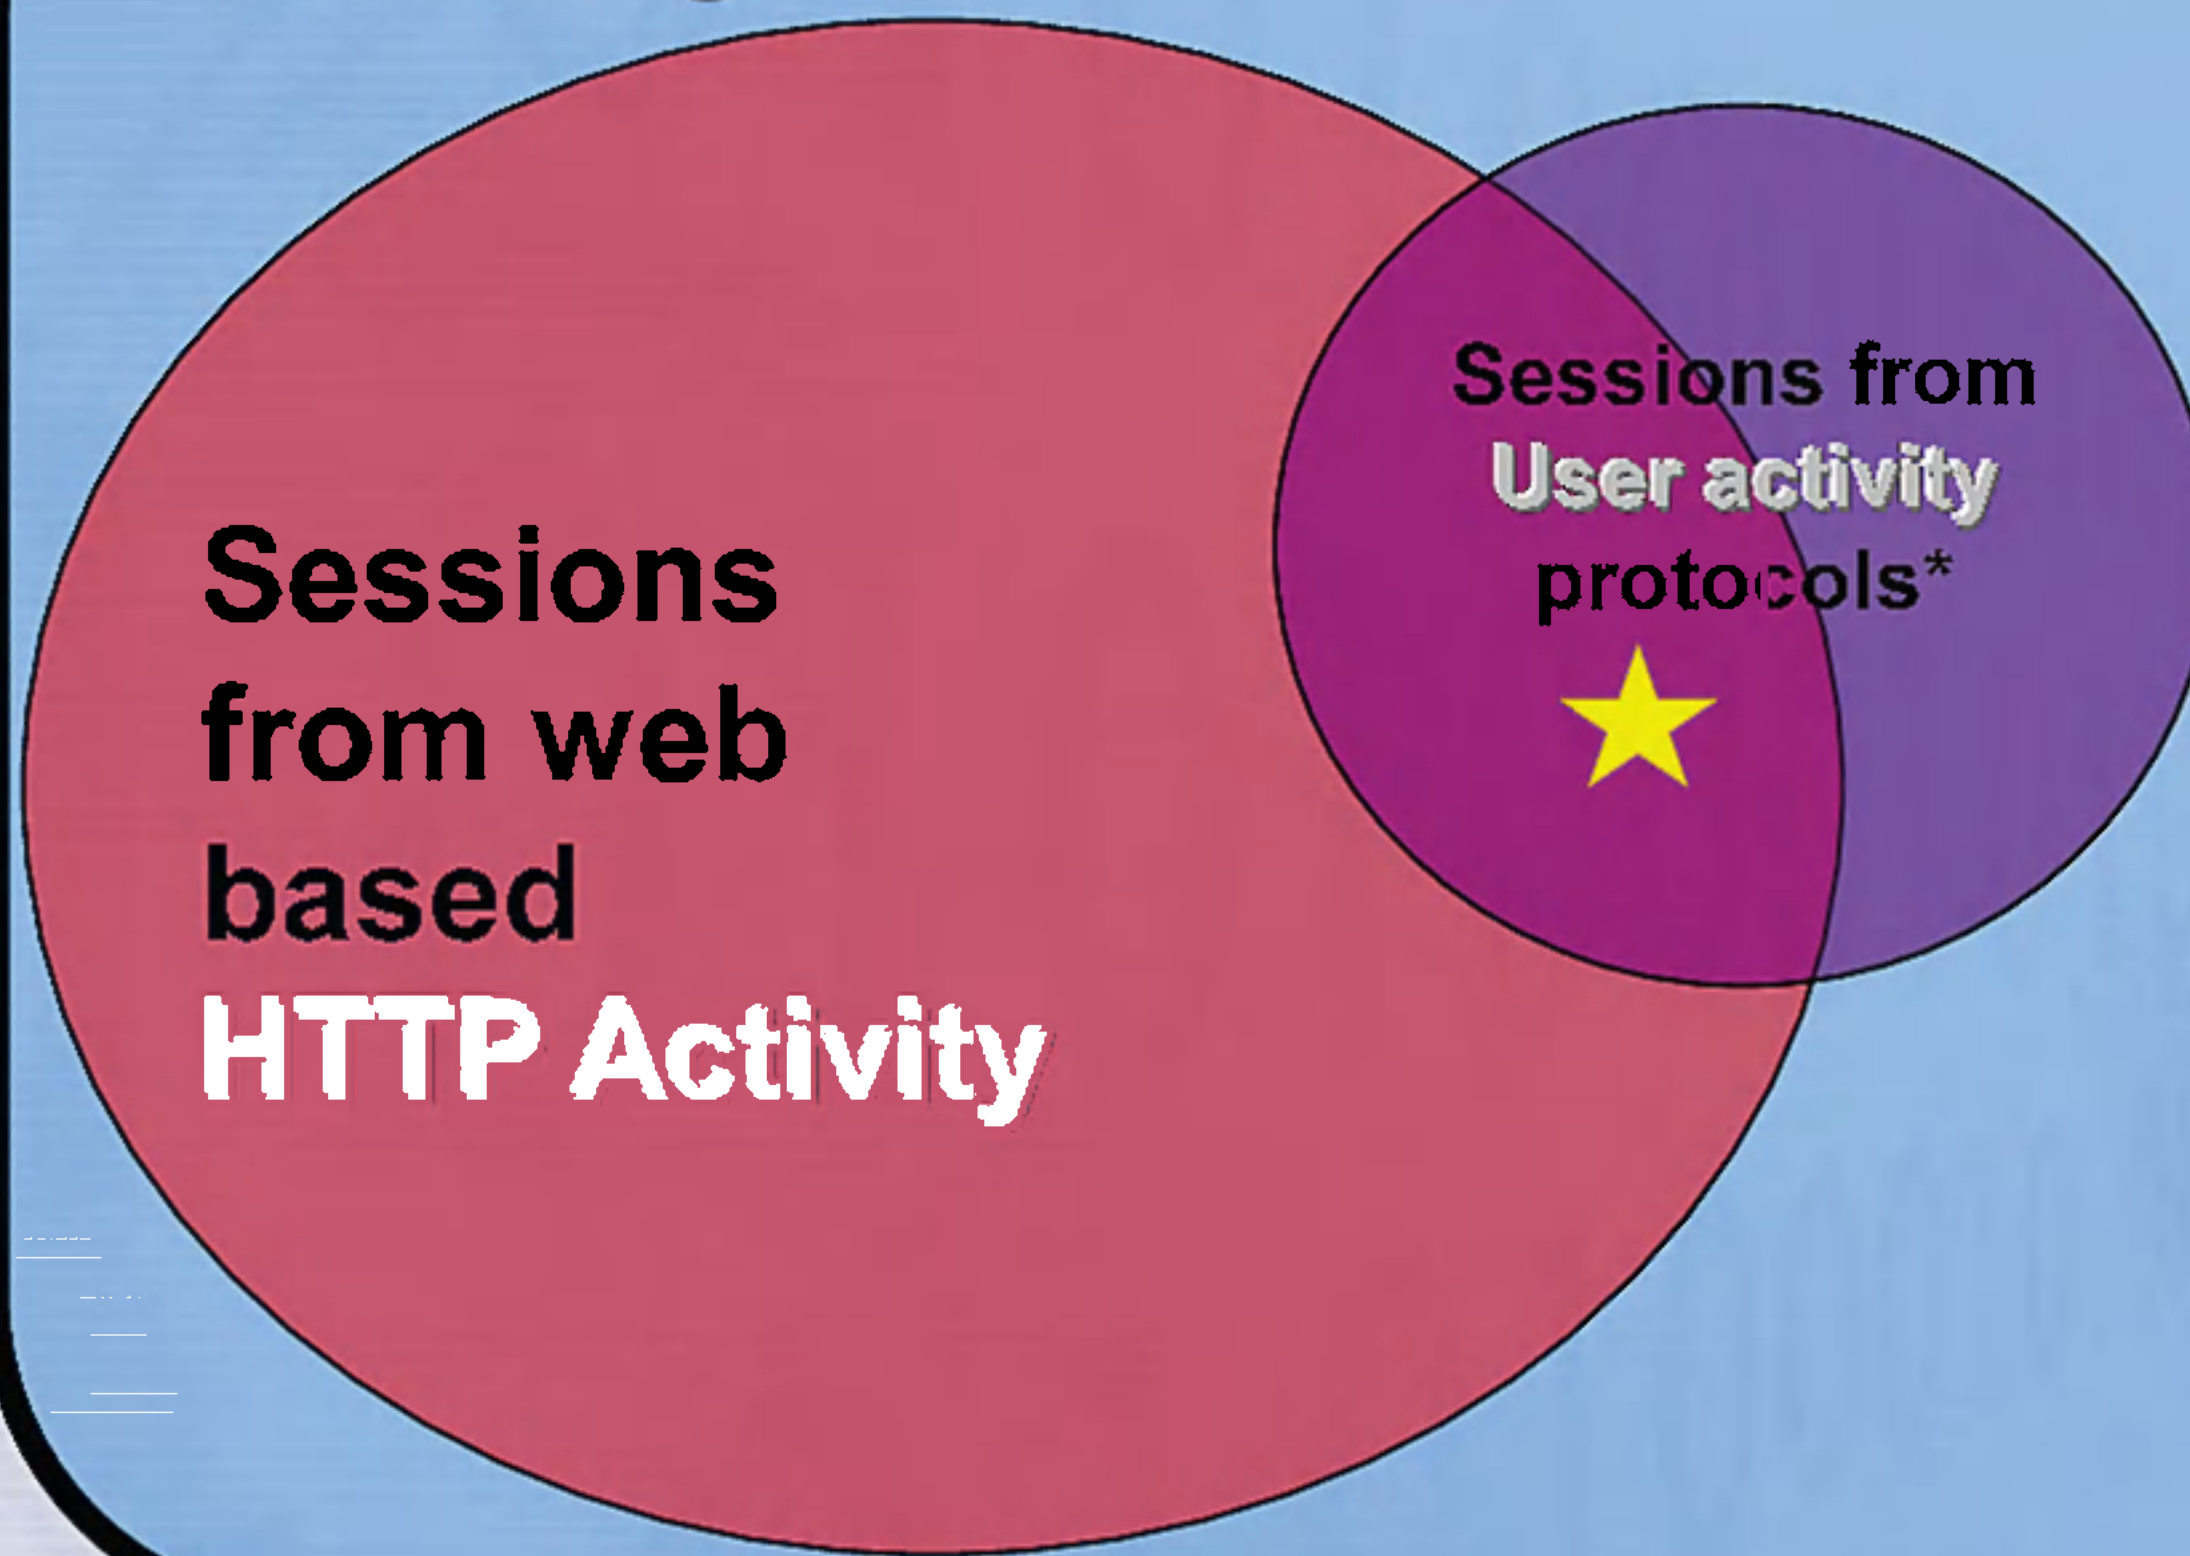 Sessions
from web
based
HTTP Activity
Sessions from
User activity
protocols*